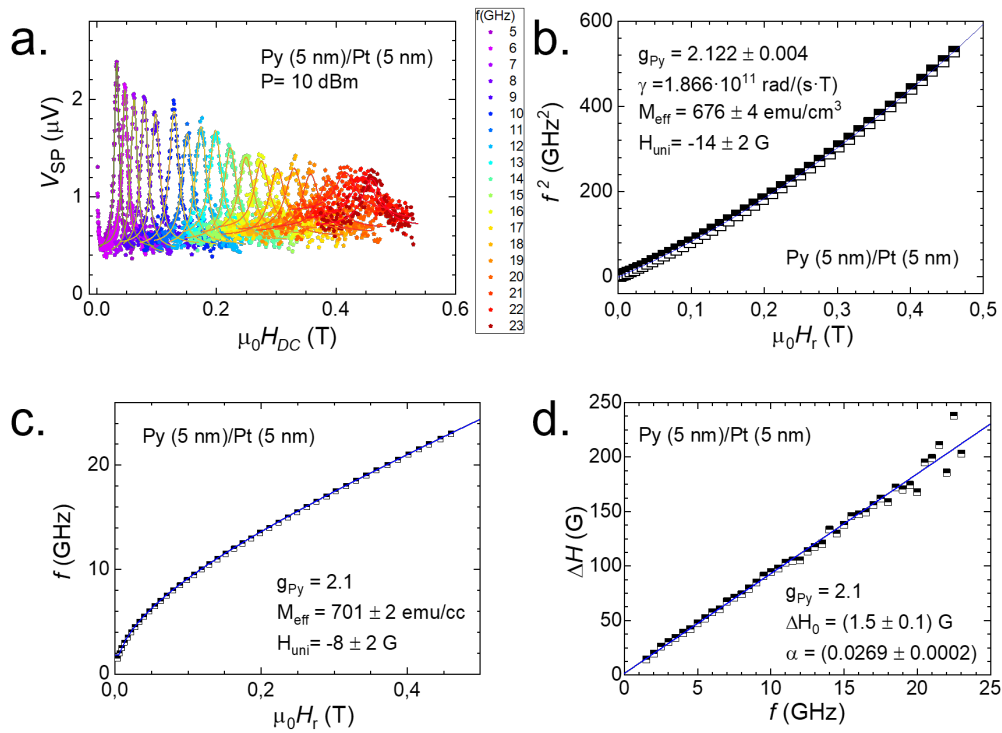 a.
Py (5 nm)/Pt (5 nm)
P= 10 dBm
V_SP (μV)
0
1
2
0.0
0.2
0.4
0.6
μ₀H_DC (T)
f(GHz)
5
6
7
8
9
10
11
12
13
14
15
16
17
18
19
20
21
22
23
b.
g_Py = 2.122 ± 0.004
γ =1.866·10¹¹ rad/(s·T)
M_eff = 676 ± 4 emu/cm³
H_uni= -14 ± 2 G
Py (5 nm)/Pt (5 nm)
f ² (GHz²)
600
400
200
0
0,0
0,1
0,2
0,3
0,4
0,5
μ₀H_r (T)
c.
Py (5 nm)/Pt (5 nm)
g_Py = 2.1
M_eff = 701 ± 2 emu/cc
H_uni= -8 ± 2 G
f (GHz)
20
10
0
0,0
0,2
0,4
μ₀H_r (T)
d.
Py (5 nm)/Pt (5 nm)
g_Py = 2.1
ΔH₀ = (1.5 ± 0.1) G
α = (0.0269 ± 0.0002)
ΔH (G)
250
200
150
100
50
0
0
5
10
15
20
25
f (GHz)